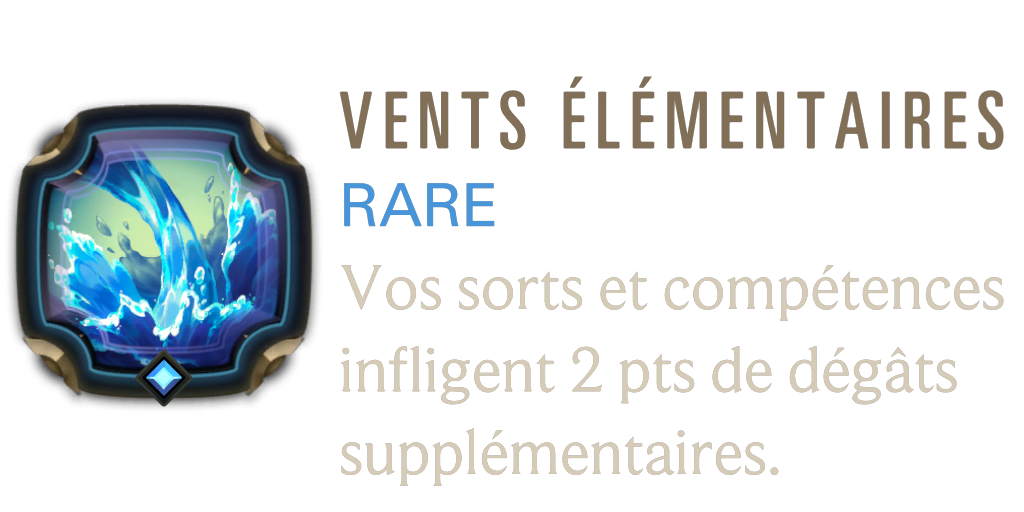 VENTS ÉLÉMENTAIRES
RARE
Vos sorts et compétences
infligent 2 pts de dégâts
supplémentaires.